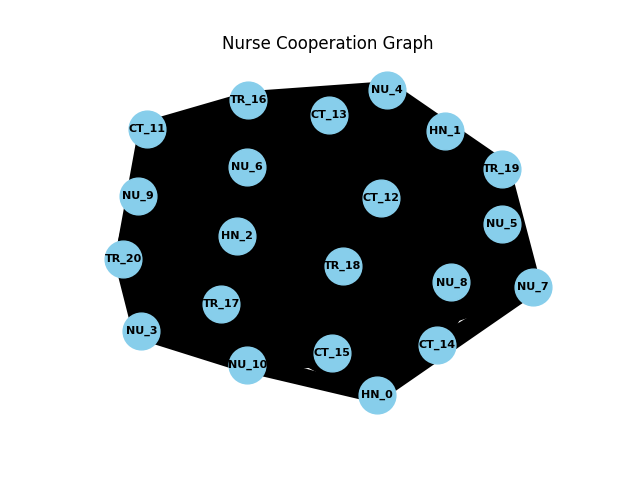 Nurse Cooperation Graph
NU_4
TR_16
CT_13
CT_11
HN_1
NU_6
TR_19
NU_9
CT_12
NU_5
HN_2
TR_20
TR_18
NU_8
NU_7
TR_17
NU_3
CT_14
CT_15
NU_10
HN_0